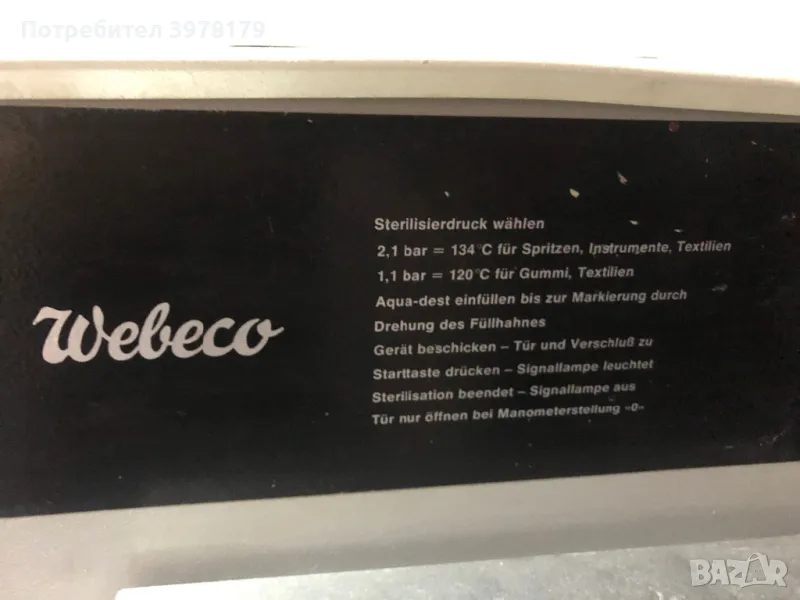 Потребител 3978179
Sterilisierdruck wählen
2,1 bar = 134°C für Spritzen, Instrumente, Textilien
1,1 bar = 120°C für Gummi, Textilien
Aqua-dest einfüllen bis zur Markierung durch
Drehung des Füllhahnes
Gerät beschicken – Tür und Verschluß zu
Starttaste drücken – Signallampe leuchtet
Sterilisation beendet – Signallampe aus
Tür nur öffnen bei Manometerstellung »0«
Webeco
BAZAR